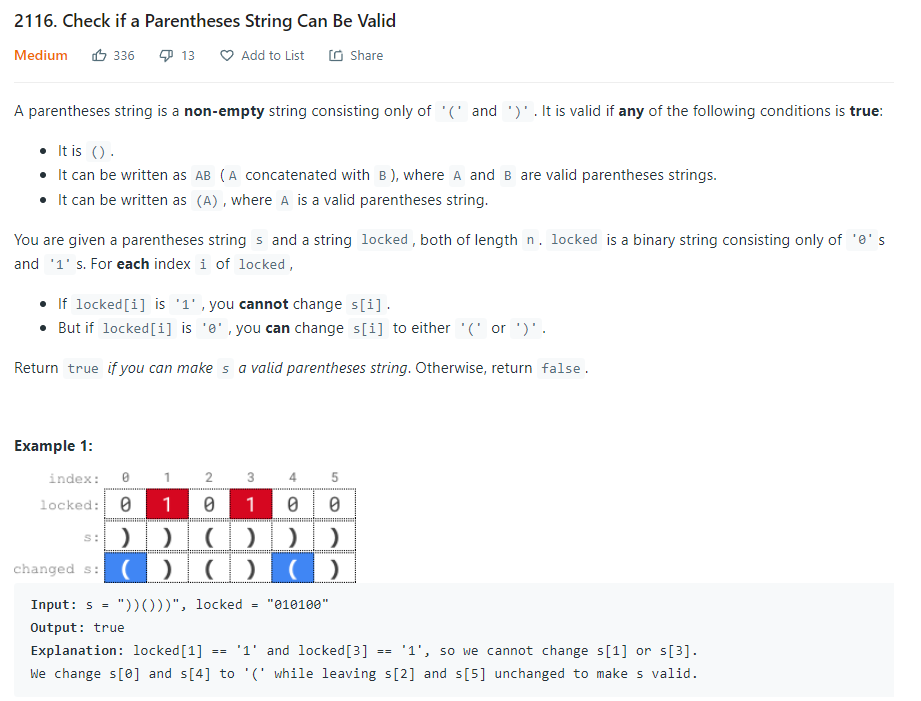 2116. Check if a Parentheses String Can Be Valid
Medium 336 13 Add to List Share
A parentheses string is a non-empty string consisting only of '(' and ')'. It is valid if any of the following conditions is true:
It is ().
It can be written as AB (A concatenated with B), where A and B are valid parentheses strings.
It can be written as (A), where A is a valid parentheses string.
You are given a parentheses string s and a string locked, both of length n. locked is a binary string consisting only of '0's
and '1's. For each index i of locked,
If locked[i] is '1', you cannot change s[i].
But if locked[i] is '0', you can change s[i] to either '(' or ')'.
Return true if you can make s a valid parentheses string. Otherwise, return false.
Example 1:
index: 0 1 2 3 4 5
locked: 0 1 0 1 0 0
s: ) ) ( ) ) )
changed s: ( ) ( ) ( )
Input: s = "))()))", locked = "010100"
Output: true
Explanation: locked[1] == '1' and locked[3] == '1', so we cannot change s[1] or s[3].
We change s[0] and s[4] to '(' while leaving s[2] and s[5] unchanged to make s valid.